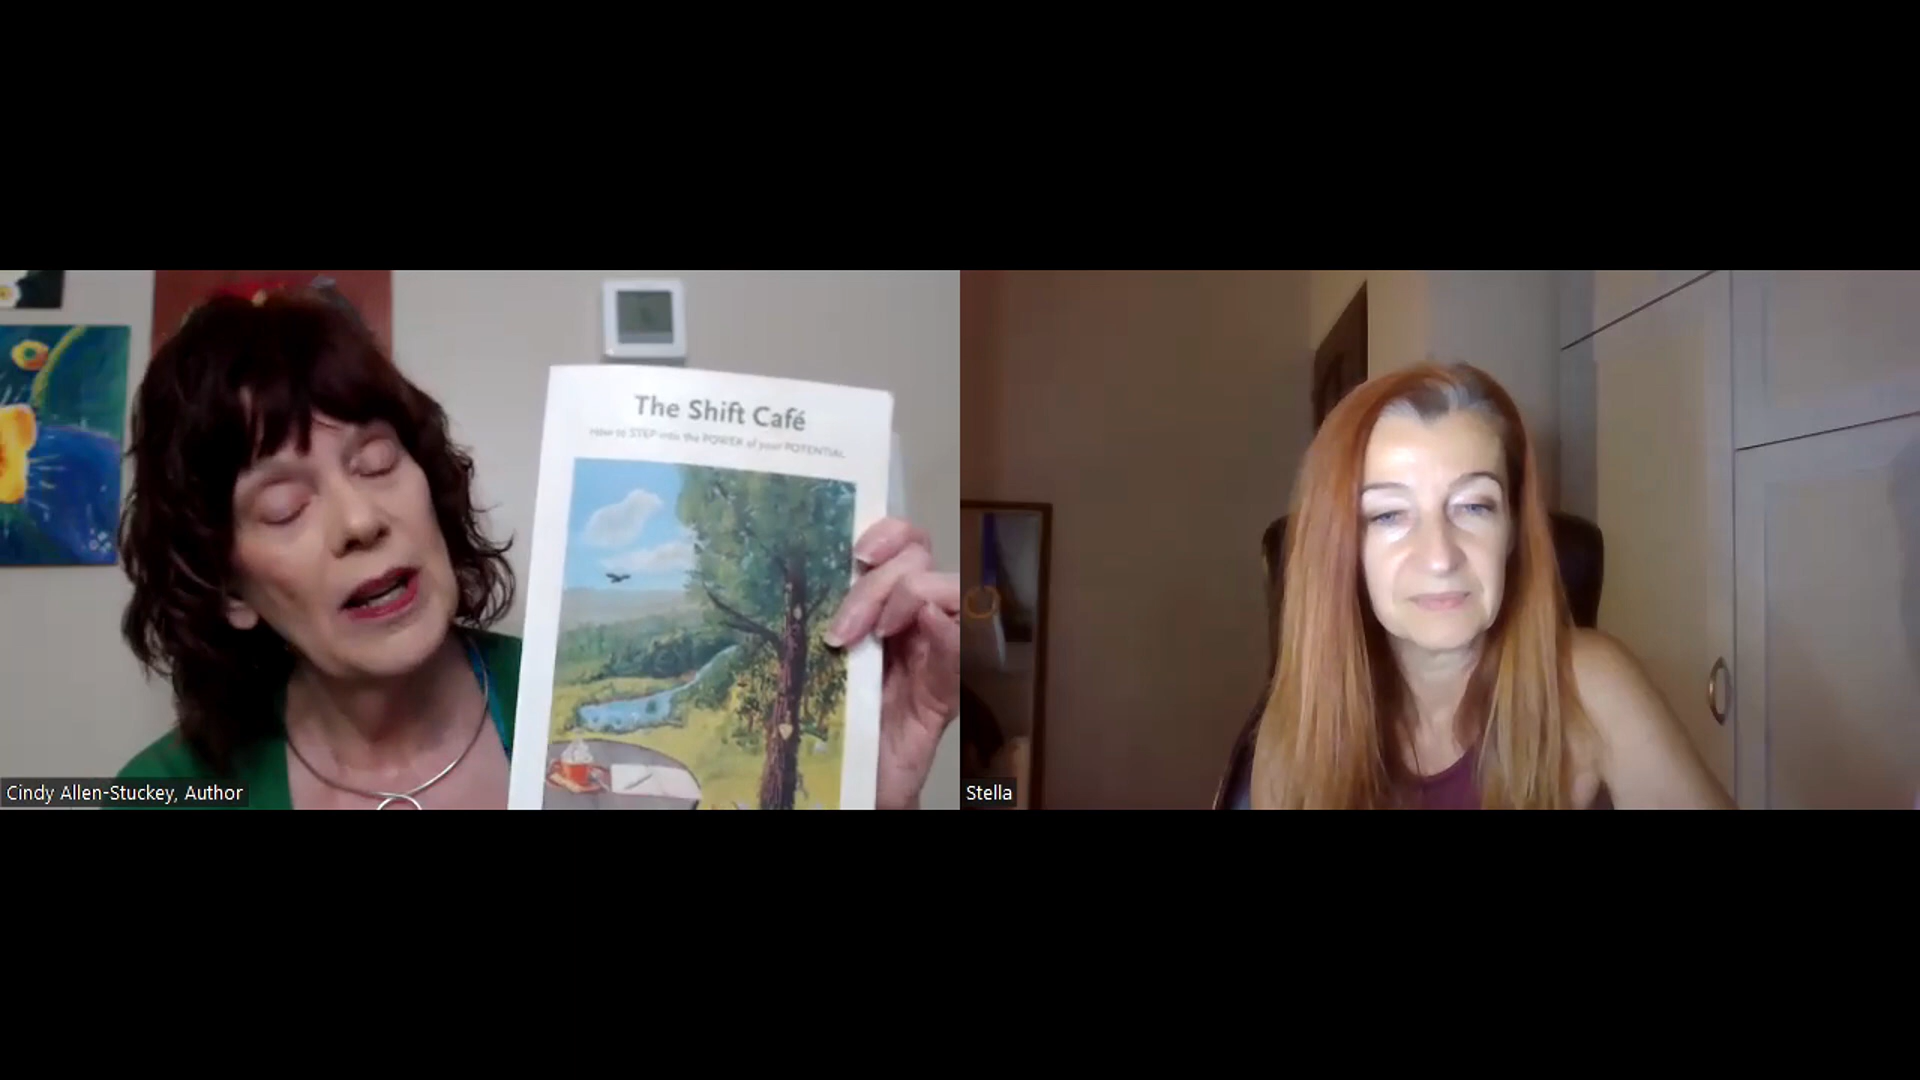 The Shift Café
How to STEP into the POWER of your POTENTIAL
Cindy Allen-Stuckey, Author
Stella